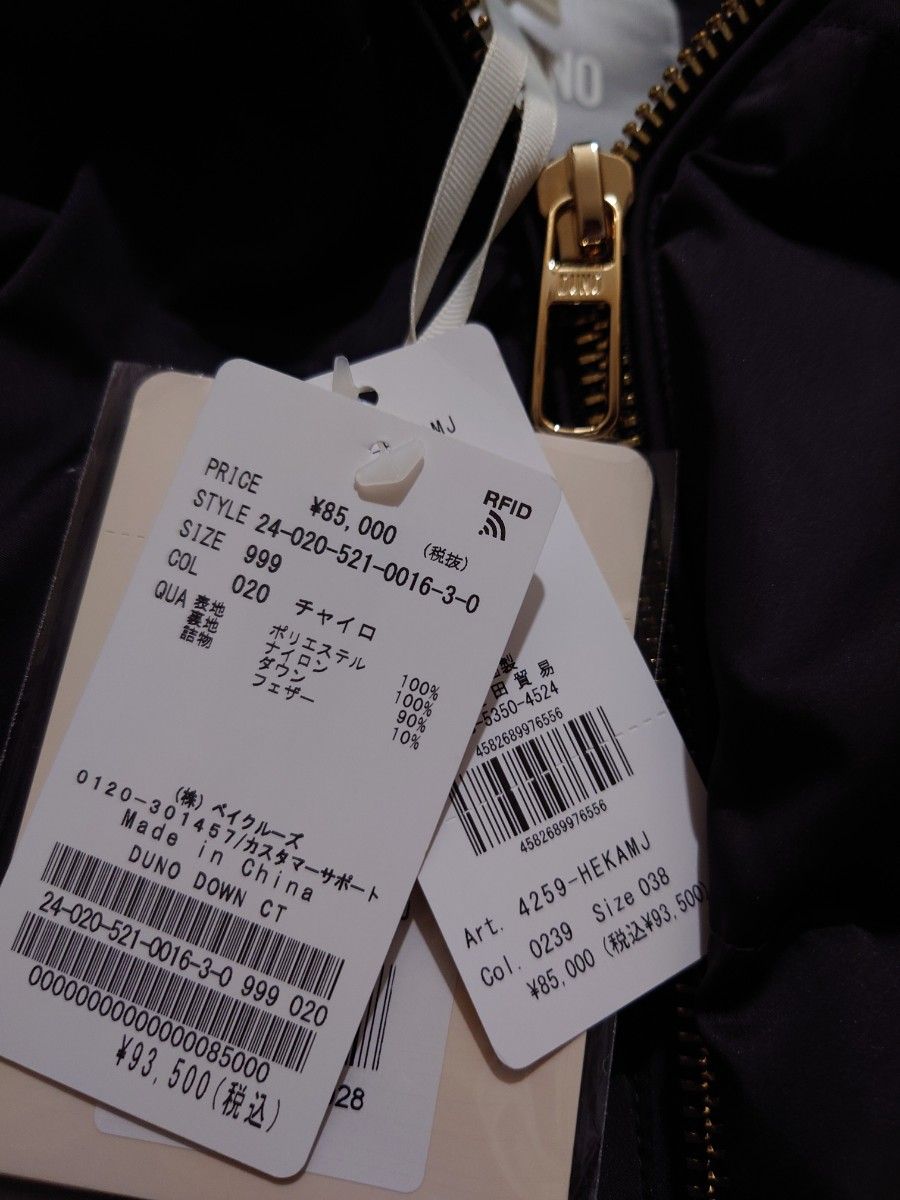 NO
DUNO
MJ
RFID
PRICE ¥85,000 (税抜)
STYLE 24-020-521-0016-3-0
SIZE 999
COL 020 チャイロ
QUA 表地 ポリエステル 100%
裏地 ナイロン 100%
詰物 ダウン 90%
フェザー 10%
(株) ベイクルーズ
0120-301457/カスタマーサポート
Made in China
DUNO DOWN CT
24-020-521-0016-3-0 999 020
¥93,500(税込)
製
田貿易
-5350-4524
4582689976556
4582689976556
Art. 4259-HEKAMJ
Col. 0239 Size 038
¥85,000 (税込¥93,500)
28